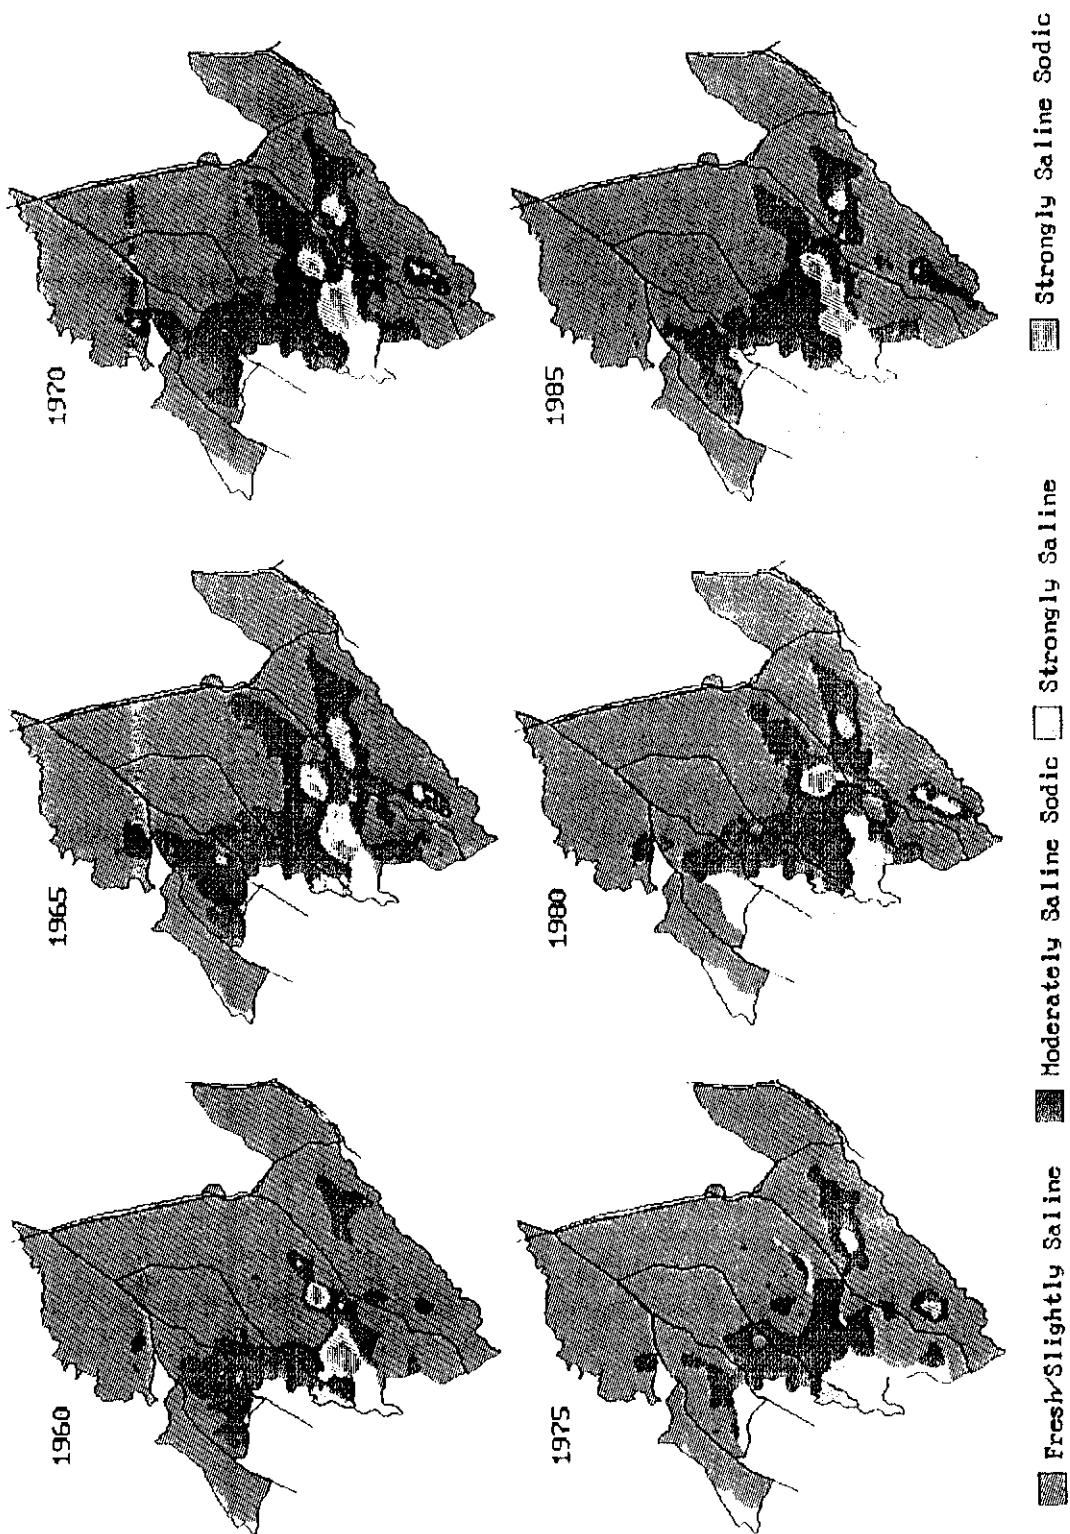 1960
1965
1970
1975
1980
1985
Fresh/Slightly Saline
Moderately Saline Sodic
Strongly Saline
Strongly Saline Sodic